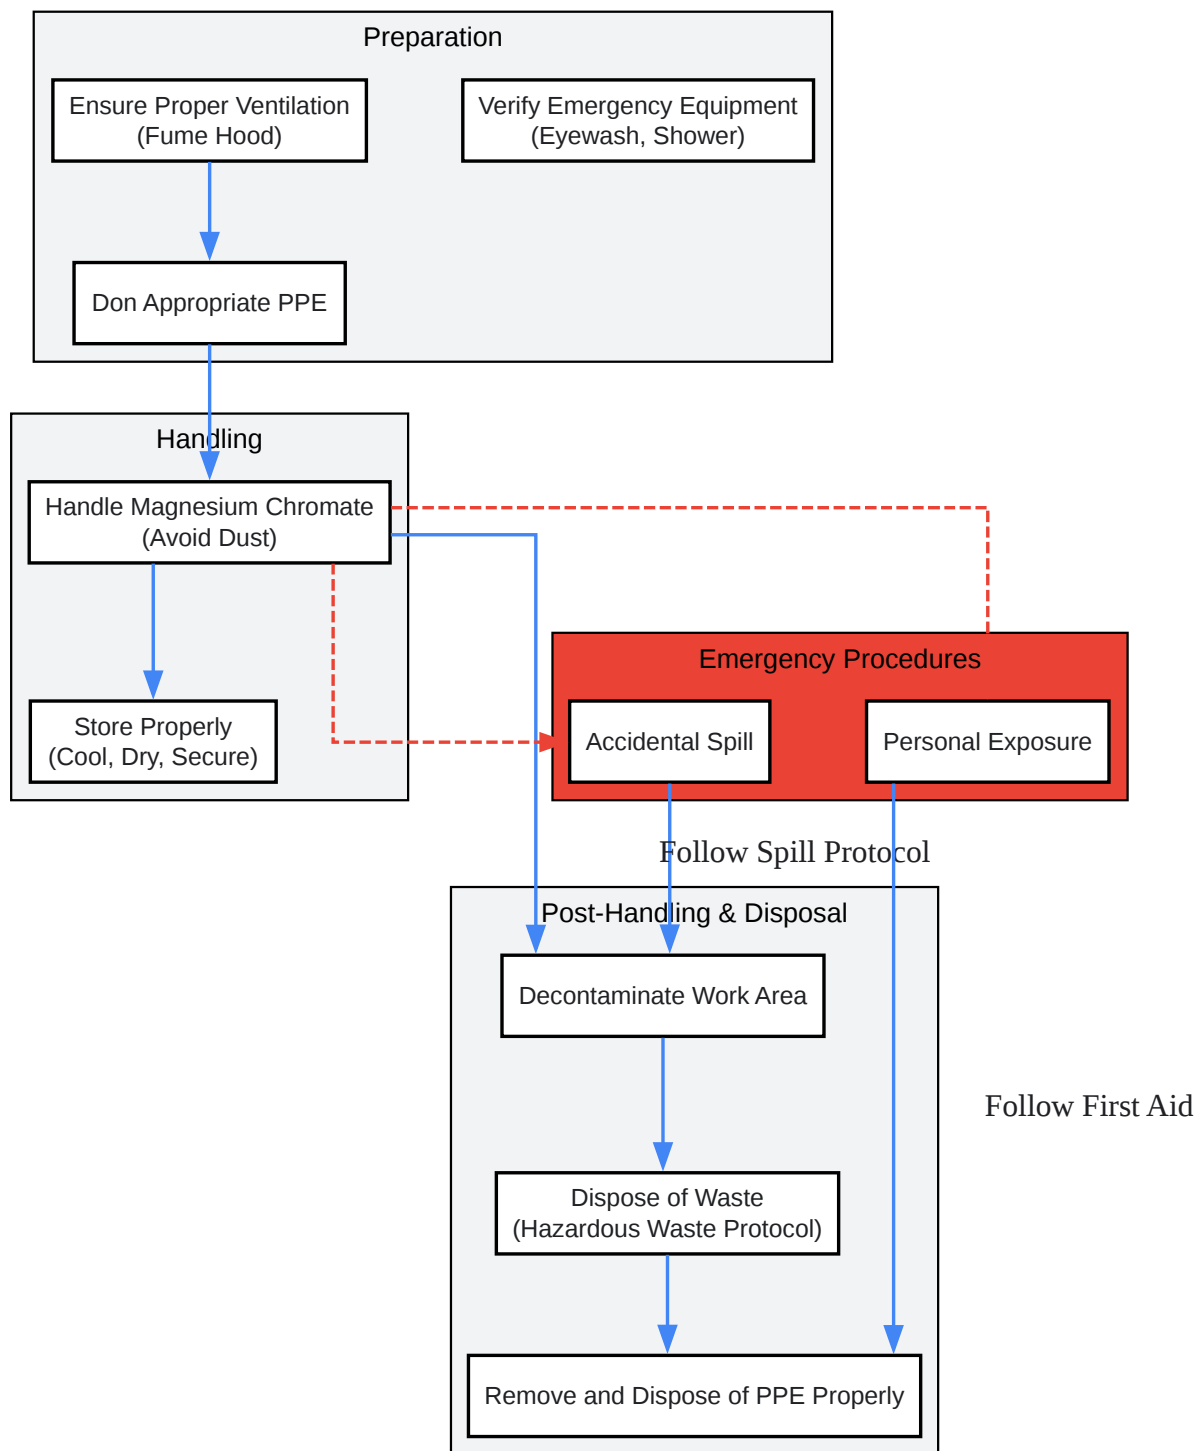 Preparation
Ensure Proper Ventilation
(Fume Hood)
Verify Emergency Equipment
(Eyewash, Shower)
Don Appropriate PPE
Handling
Handle Magnesium Chromate
(Avoid Dust)
Store Properly
(Cool, Dry, Secure)
Emergency Procedures
Accidental Spill
Personal Exposure
Follow Spill Protocol
Post-Handling & Disposal
Decontaminate Work Area
Follow First Aid
Dispose of Waste
(Hazardous Waste Protocol)
Remove and Dispose of PPE Properly